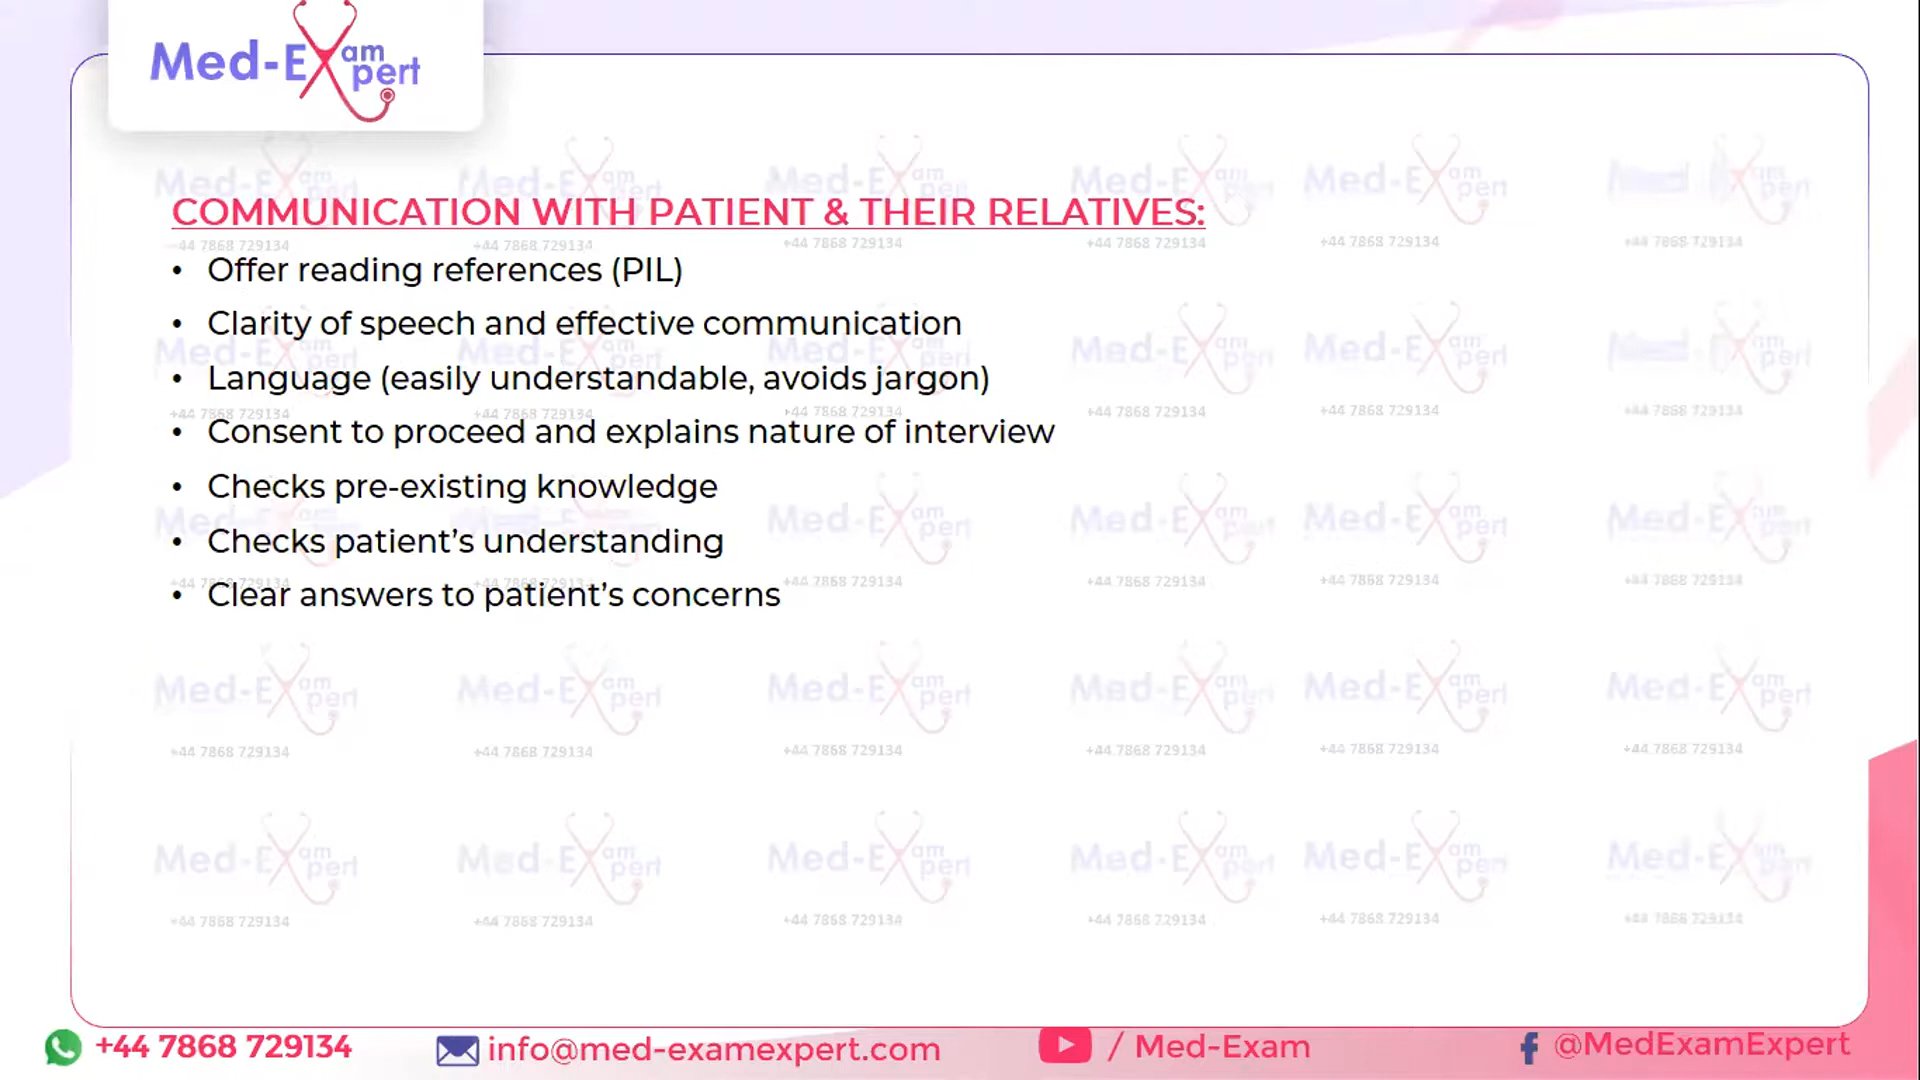 Med-Exam
pert
COMMUNICATION WITH PATIENT & THEIR RELATIVES:
• Offer reading references (PIL)
• Clarity of speech and effective communication
• Language (easily understandable, avoids jargon)
• Consent to proceed and explains nature of interview
• Checks pre-existing knowledge
• Checks patient’s understanding
• Clear answers to patient’s concerns
+44 7868 729134
info@med-examexpert.com
/ Med-Exam
@MedExamExpert